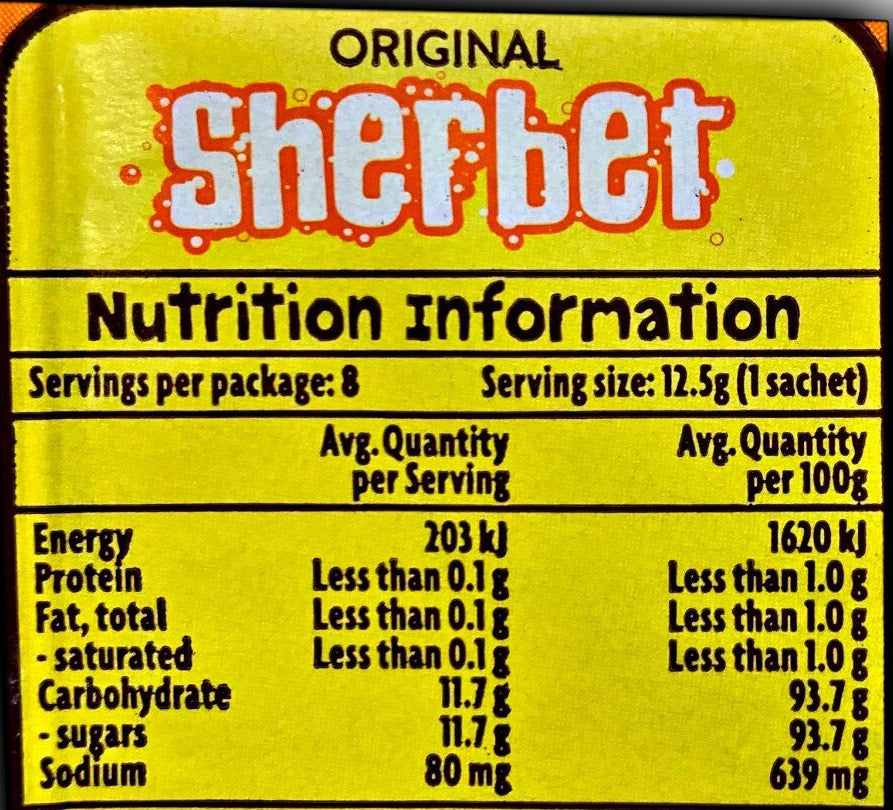 ORIGINAL
Sherbet
Nutrition Information
Servings per package: 8 Serving size: 12.5g (1 sachet)
Avg. Quantity Avg. Quantity
per Serving per 100g
Energy 203 kJ 1620 kJ
Protein Less than 0.1 g Less than 1.0 g
Fat, total Less than 0.1 g Less than 1.0 g
- saturated Less than 0.1 g Less than 1.0 g
Carbohydrate 11.7 g 93.7 g
- sugars 11.7 g 93.7 g
Sodium 80 mg 639 mg